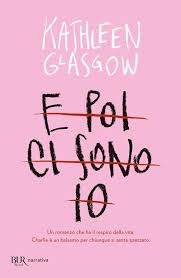 KATHLEEN
GLASGOW
E POI
CI SONO
IO
Un romanzo che ha il respiro della vita
Charlie è un balsamo per chiunque si senta spezzato.
BUR
narrativa